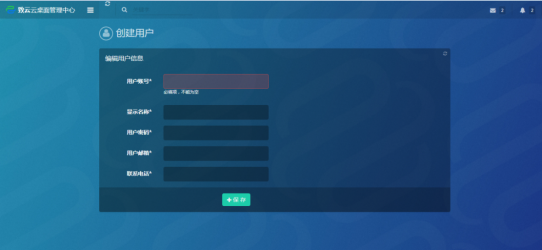 致云云桌面管理中心
2
2
创建用户
编辑用户信息
用户账号*
必填项，不能为空
显示名称*
用户密码*
用户邮箱*
联系电话*
保存